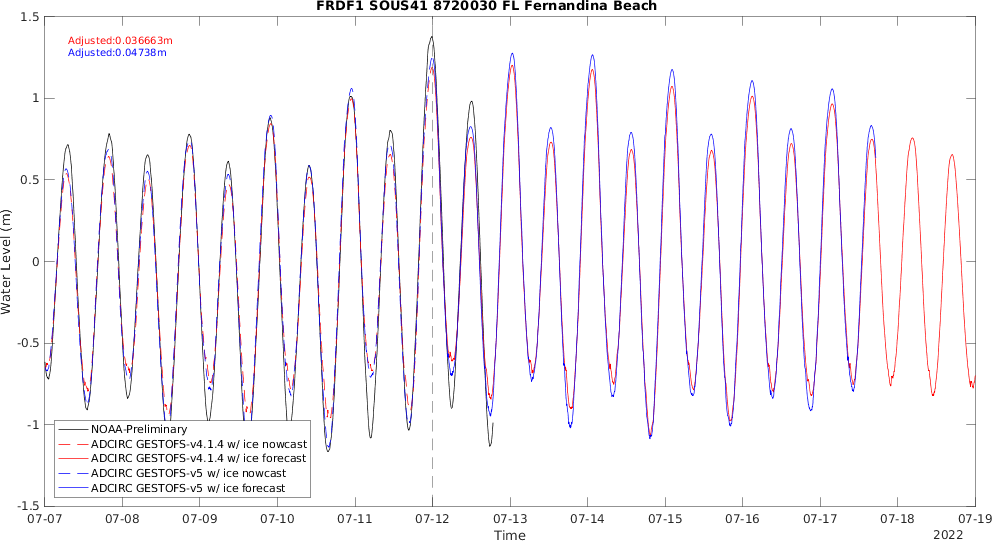 FRDF1 SOUS41 8720030 FL Fernandina Beach
Adjusted:0.036663m
Adjusted:0.04738m
Water Level (m)
1.5
1
0.5
0
-0.5
-1
-1.5
NOAA-Preliminary
ADCIRC GESTOFS-v4.1.4 w/ ice nowcast
ADCIRC GESTOFS-v4.1.4 w/ ice forecast
ADCIRC GESTOFS-v5 w/ ice nowcast
ADCIRC GESTOFS-v5 w/ ice forecast
07-07 07-08 07-09 07-10 07-11 07-12 07-13 07-14 07-15 07-16 07-17 07-18 07-19
Time
2022